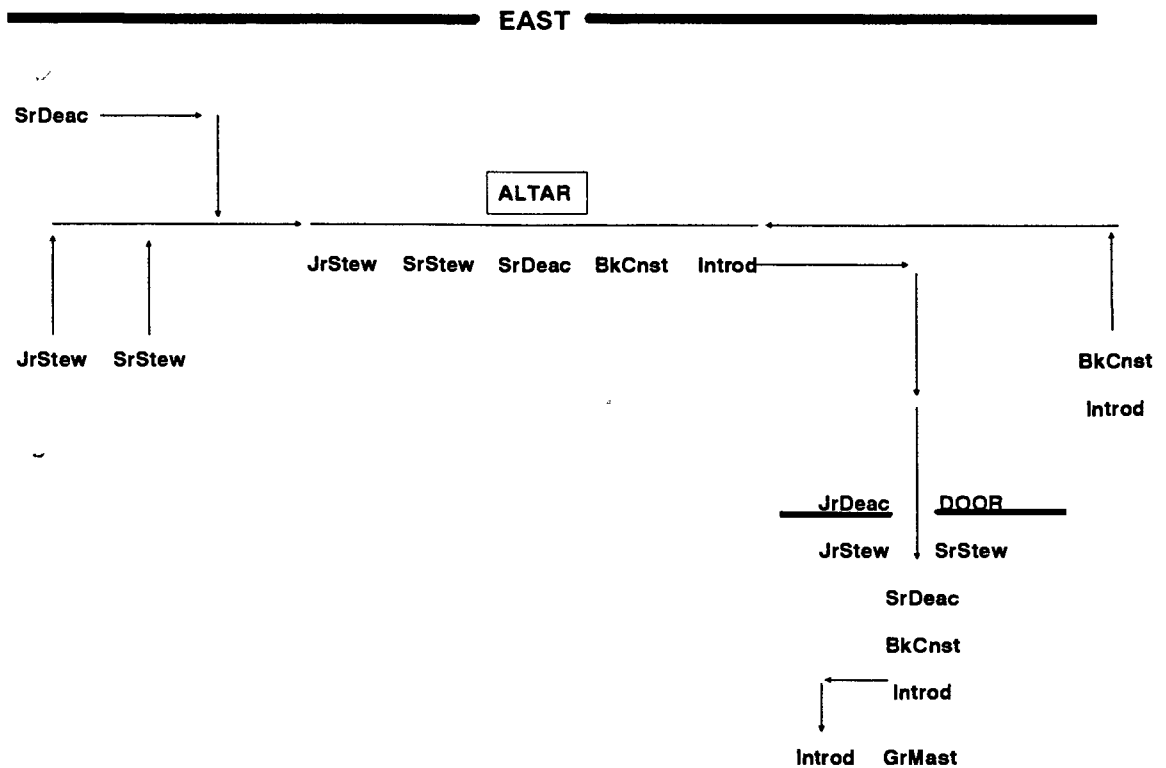 EAST
SrDeac
ALTAR
JrStew SrStew SrDeac BkCnst Introd
JrStew SrStew BkCnst
Introd
JrDeac DOOR
JrStew SrStew
SrDeac
BkCnst
Introd
Introd GrMast